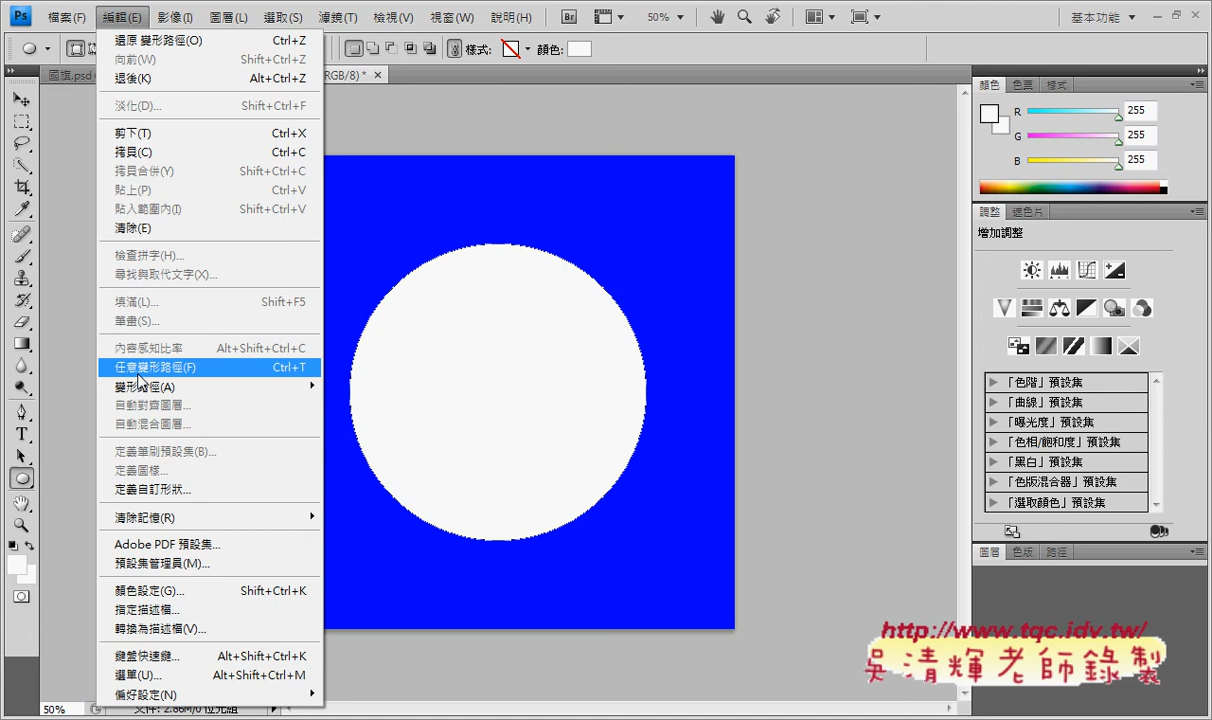 Ps 檔案(F) 編輯(E) 影像(I) 圖層(L) 選取(S) 濾鏡(T) 檢視(V) 視窗(W) 說明(H) Br 50% 基本功能
樣式: 顏色:
國旗.psd RGB/8) *
還原 變形路徑(O) Ctrl+Z
向前(W) Shift+Ctrl+Z
退後(K) Alt+Ctrl+Z
淡化(D)... Shift+Ctrl+F
剪下(T) Ctrl+X
拷貝(C) Ctrl+C
拷貝合併(Y) Shift+Ctrl+C
貼上(P) Ctrl+V
貼入範圍內(I) Shift+Ctrl+V
清除(E)
檢查拼字(H)...
尋找與取代文字(X)...
填滿(L)... Shift+F5
筆畫(S)...
內容感知比率 Alt+Shift+Ctrl+C
任意變形路徑(F) Ctrl+T
變形路徑(A)
自動對齊圖層...
自動混合圖層...
定義筆刷預設集(B)...
定義圖樣...
定義自訂形狀...
清除記憶(R)
Adobe PDF 預設集...
預設集管理員(M)...
顏色設定(G)... Shift+Ctrl+K
指定描述檔...
轉換為描述檔(V)...
鍵盤快速鍵... Alt+Shift+Ctrl+K
選單(U)... Alt+Shift+Ctrl+M
偏好設定(N)
50% 文件: 2.86M/0 位元組
顏色 色票 樣式
R 255
G 255
B 255
調整 遮色片
增加調整
「色階」預設集
「曲線」預設集
「曝光度」預設集
「色相/飽和度」預設集
「黑白」預設集
「色版混合器」預設集
「選取顏色」預設集
圖層 色版 路徑
http://www.tqc.idv.tw/
吳清輝老師錄製